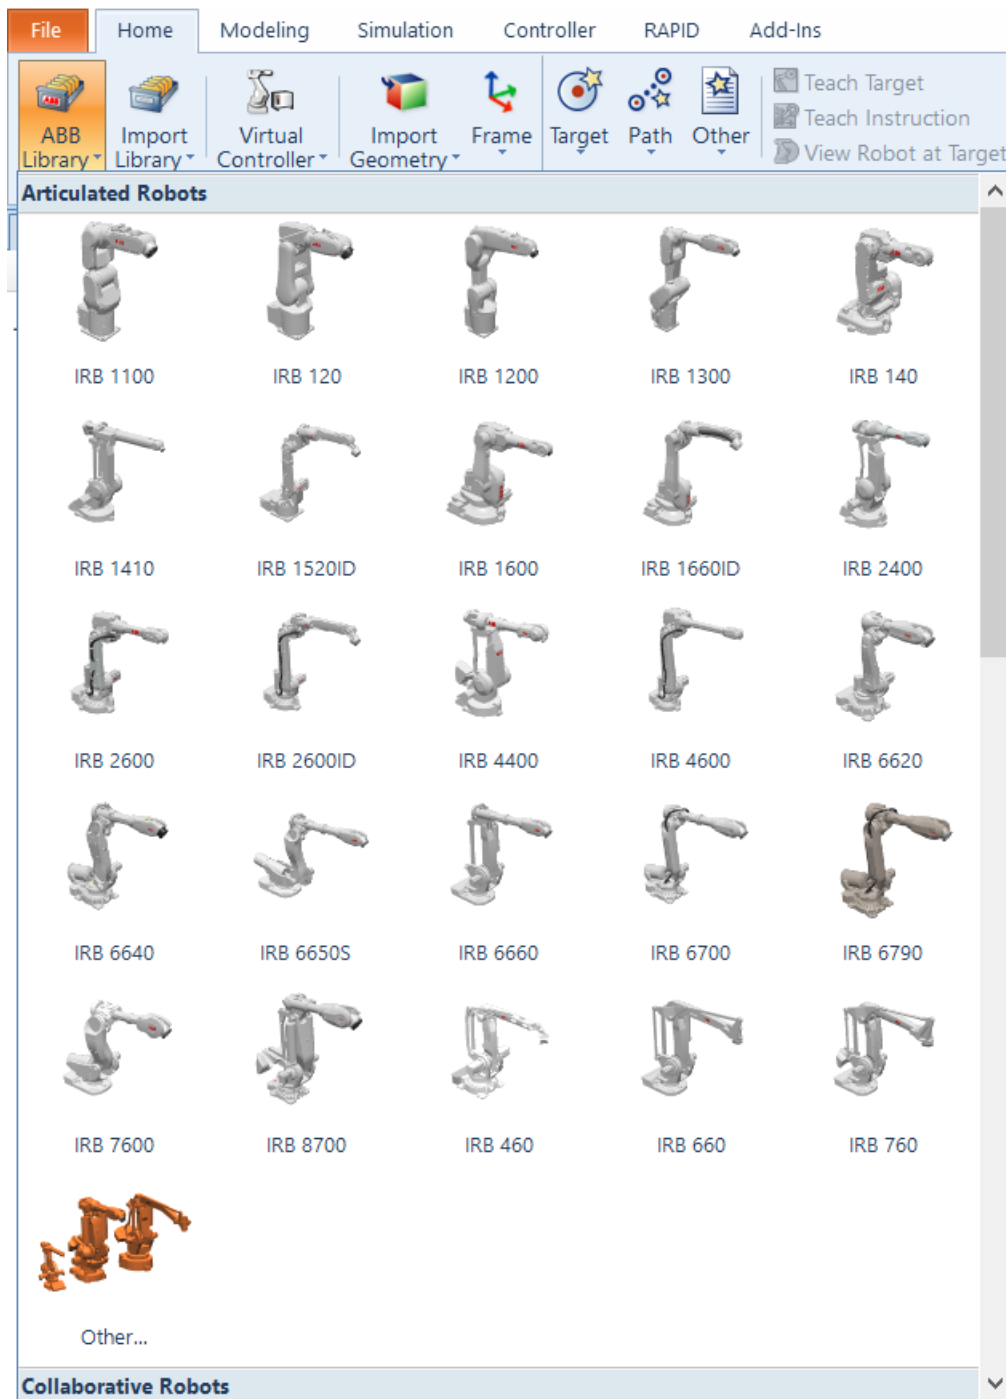 File Home Modeling Simulation Controller RAPID Add-Ins
ABB Library
Import Library
Virtual Controller
Import Geometry
Frame
Target
Path
Other
Teach Target
Teach Instruction
View Robot at Target
Articulated Robots
IRB 1100 IRB 120 IRB 1200 IRB 1300 IRB 140
IRB 1410 IRB 1520ID IRB 1600 IRB 1660ID IRB 2400
IRB 2600 IRB 2600ID IRB 4400 IRB 4600 IRB 6620
IRB 6640 IRB 6650S IRB 6660 IRB 6700 IRB 6790
IRB 7600 IRB 8700 IRB 460 IRB 660 IRB 760
Other...
Collaborative Robots